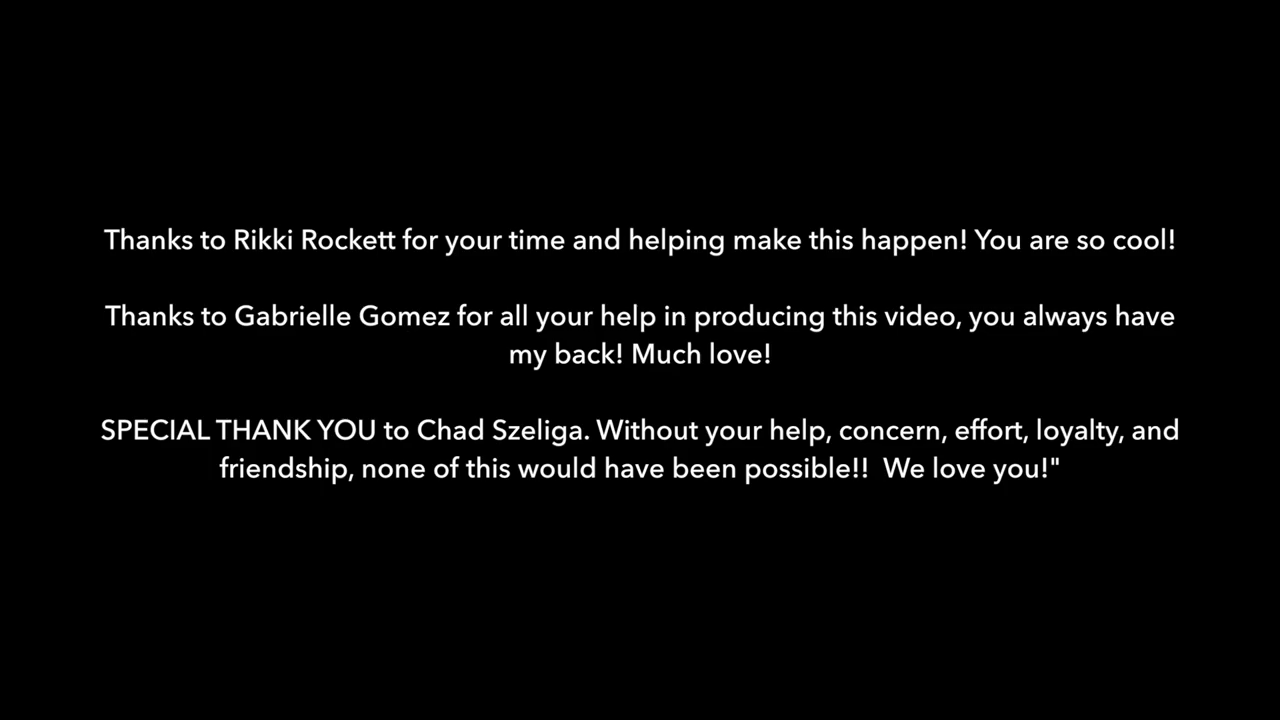 Thanks to Rikki Rockett for your time and helping make this happen! You are so cool!
Thanks to Gabrielle Gomez for all your help in producing this video, you always have
my back! Much love!
SPECIAL THANK YOU to Chad Szeliga. Without your help, concern, effort, loyalty, and
friendship, none of this would have been possible!!  We love you!"